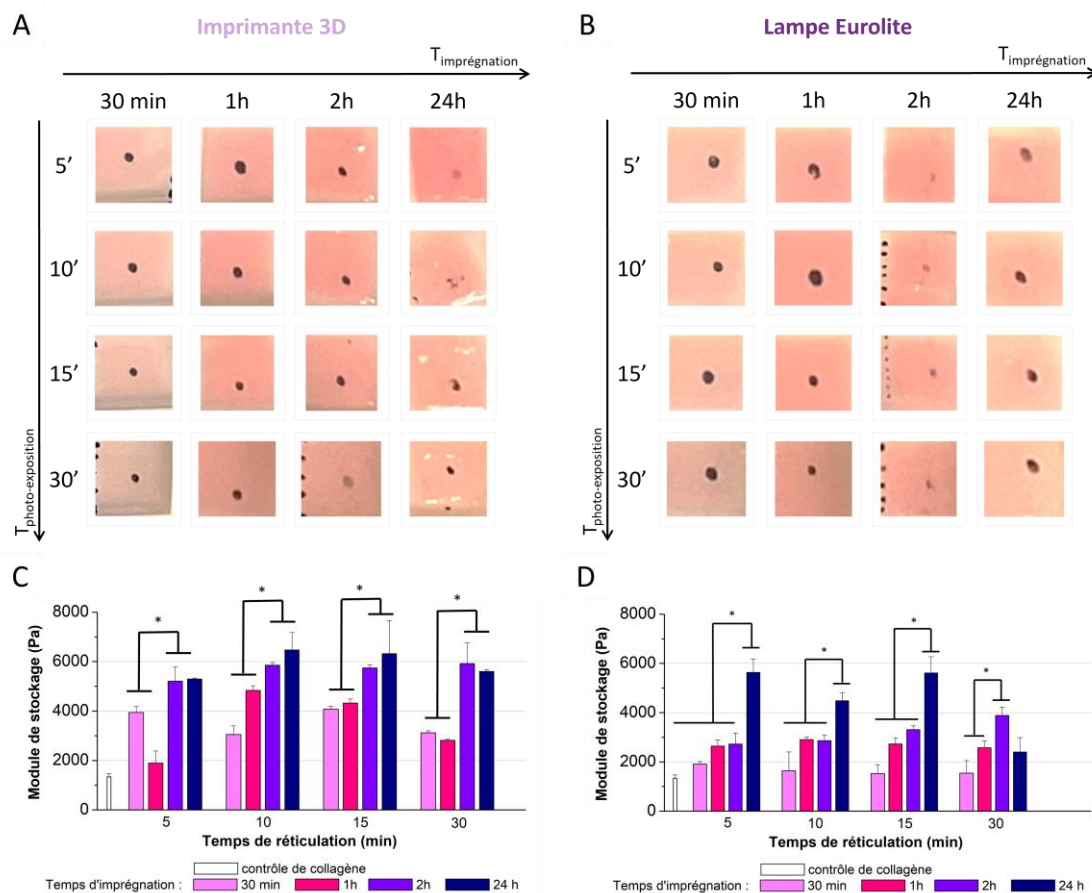 A
Imprimante 3D
T imprégnation
30 min 1h 2h 24h
5’
10’
15’
30’
T photo-exposition
B
Lampe Eurolite
T imprégnation
30 min 1h 2h 24h
5’
10’
15’
30’
T photo-exposition
C
Module de stockage (Pa)
8000
6000
4000
2000
0
* * * *
5 10 15 30
Temps de réticulation (min)
contrôle de collagène
Temps d'imprégnation : 30 min 1h 2h 24 h
D
Module de stockage (Pa)
8000
6000
4000
2000
0
* * * *
5 10 15 30
Temps de réticulation (min)
contrôle de collagène
Temps d'imprégnation : 30 min 1h 2h 24 h